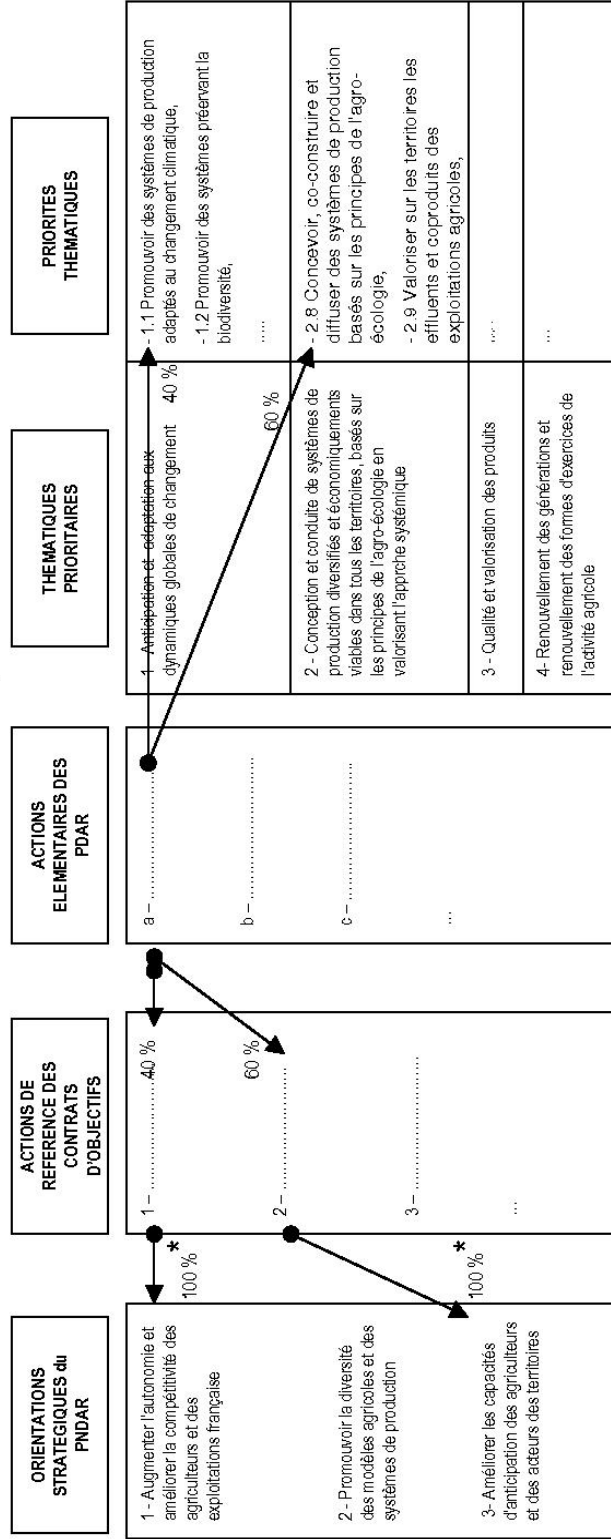 ORIENTATIONS
STRATEGIQUES du
PNDAR
1 - Augmenter l'autonomie et
améliorer la compétitivité des
agriculteurs et des
exploitations française
2 - Promouvoir la diversité
des modèles agricoles et des
systèmes de production
3- Améliorer les capacités
d'anticipation des agriculteurs
et des acteurs des territoires
100 % *
100 % *
ACTIONS DE
REFERENCE DES
CONTRATS
D'OBJECTIFS
1 – ..................
40 %
60 %
2 – ..................
3 – ..................
...
ACTIONS
ELEMENTAIRES DES
PDAR
a – ..................
b – ..................
c – ..................
...
THEMATIQUES
PRIORITAIRES
1 - Anticipation et adaptation aux
dynamiques globales de changement
40 %
60 %
2 - Conception et conduite de systèmes de
production diversifiés et économiquement
viables dans tous les territoires, basés sur
les principes de l'agro-écologie en
valorisant l'apprche systémique
3 - Qualité et valorisation des produits
4- Renouvellement des générations et
renouvellement des formes d'exercices de
l'activité agricole
PRIORITES
THEMATIQUES
- 1.1 Promouvoir des systèmes de production
adaptés au changement climatique,
- 1.2 Promouvoir des systèmes préervant la
biodiversité,
.....
- 2.8 Concevoir, co-construire et
diffuser des systèmes de production
basés sur les principes de l'agro-
écologie,
- 2.9 Valoriser sur les territoires les
effluents et coproduits des
exploitations agricoles,
.....
...